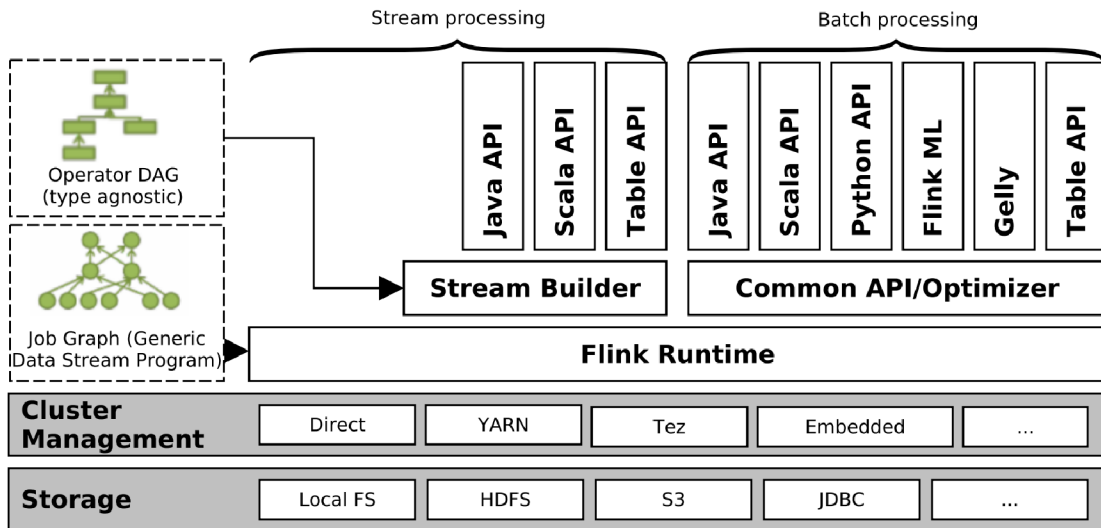 Stream processing
Batch processing
Operator DAG
(type agnostic)
Java API
Scala API
Table API
Java API
Scala API
Python API
Flink ML
Gelly
Table API
Stream Builder
Common API/Optimizer
Job Graph (Generic
Data Stream Program)
Flink Runtime
Cluster
Management
Direct
YARN
Tez
Embedded
...
Storage
Local FS
HDFS
S3
JDBC
...